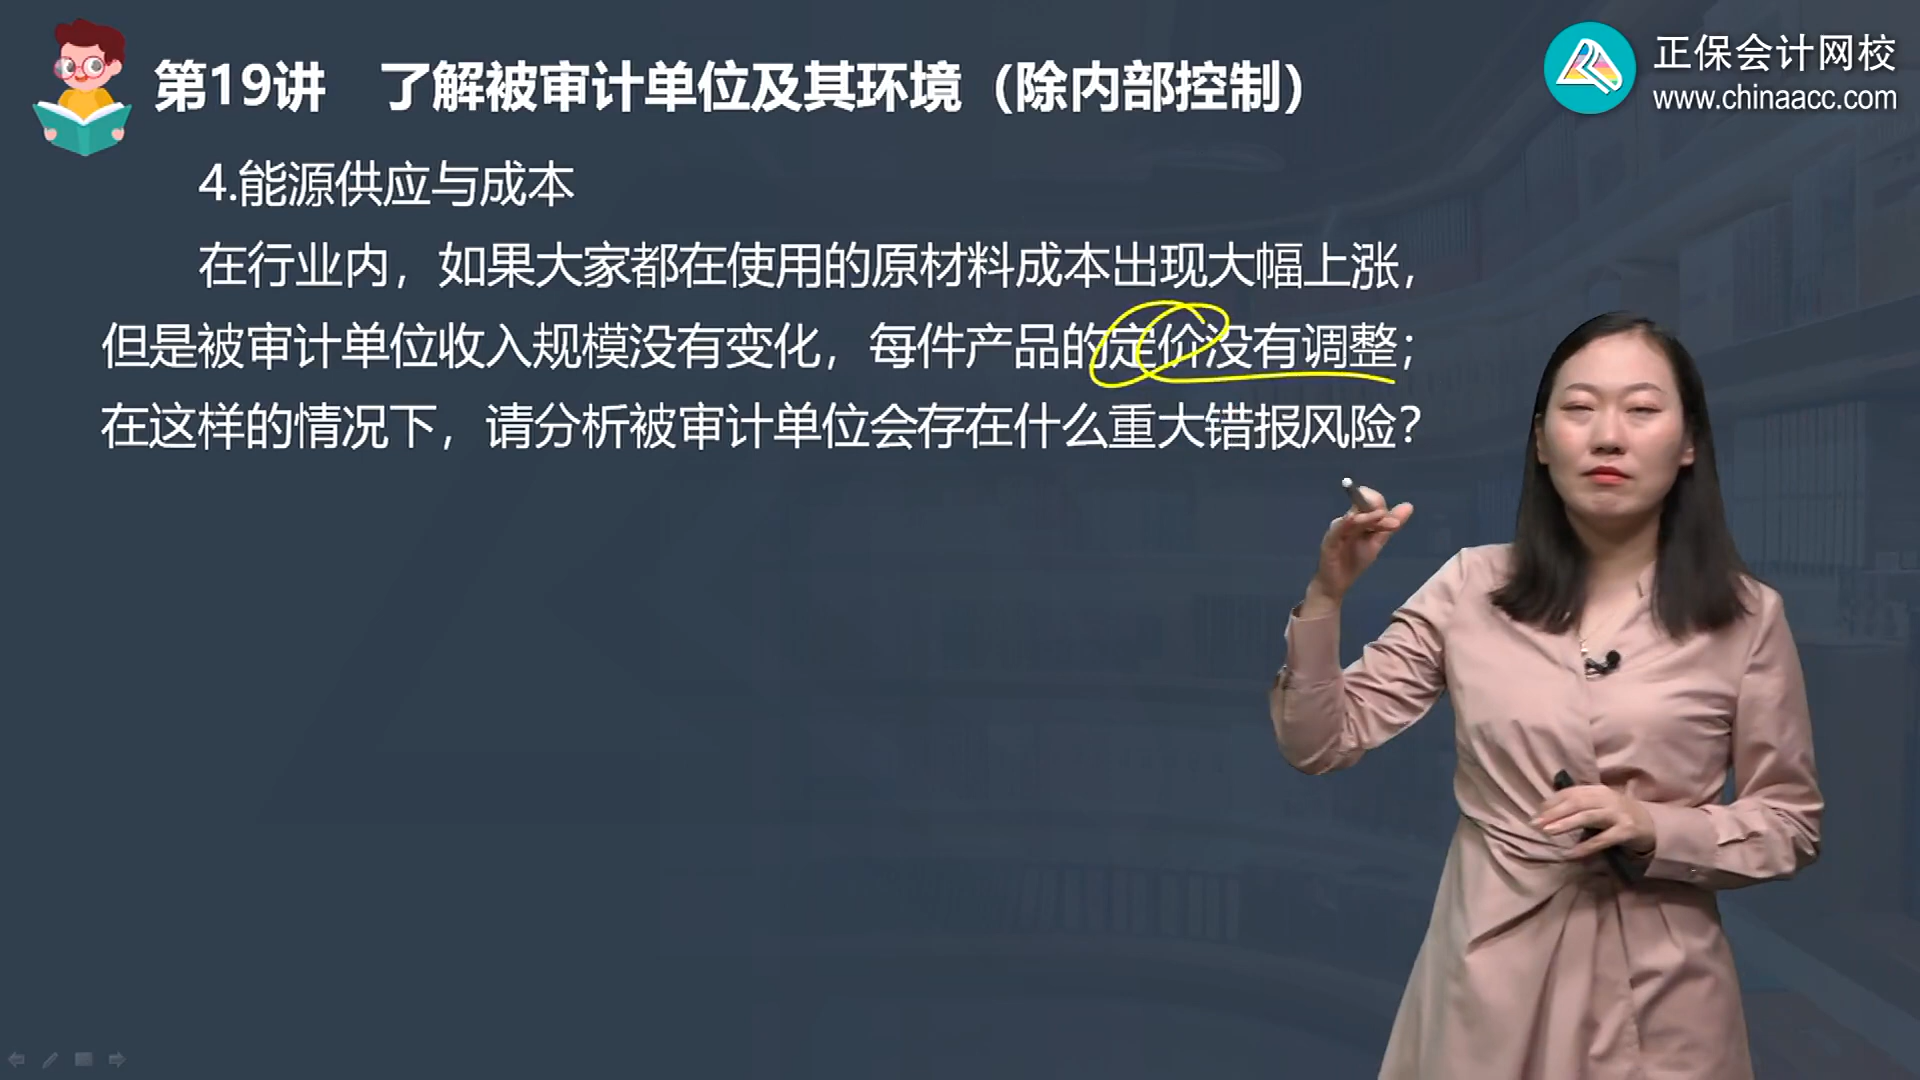 第19讲　了解被审计单位及其环境（除内部控制）
正保会计网校
www.chinaacc.com
4.能源供应与成本
在行业内，如果大家都在使用的原材料成本出现大幅上涨，
但是被审计单位收入规模没有变化，每件产品的定价没有调整；
在这样的情况下，请分析被审计单位会存在什么重大错报风险？